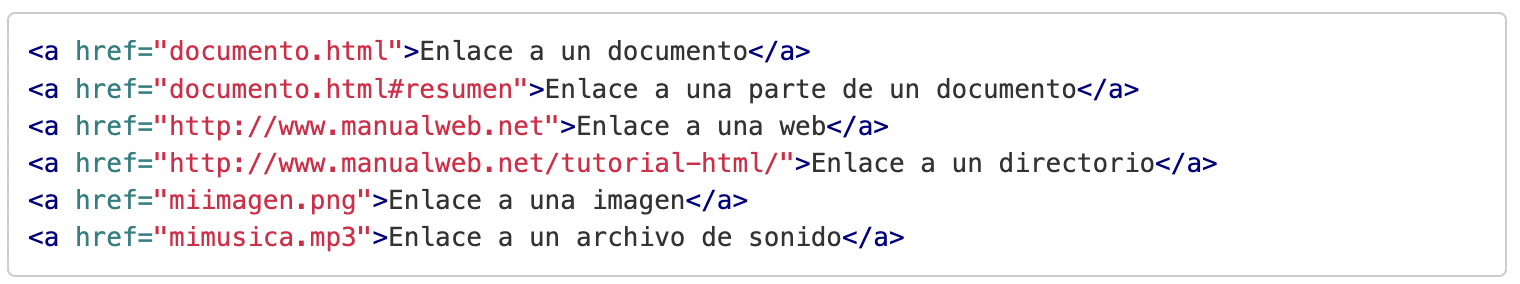 <a href="documento.html">Enlace a un documento</a>
<a href="documento.html#resumen">Enlace a una parte de un documento</a>
<a href="http://www.manualweb.net">Enlace a una web</a>
<a href="http://www.manualweb.net/tutorial-html/">Enlace a un directorio</a>
<a href="miimagen.png">Enlace a una imagen</a>
<a href="mimusica.mp3">Enlace a un archivo de sonido</a>